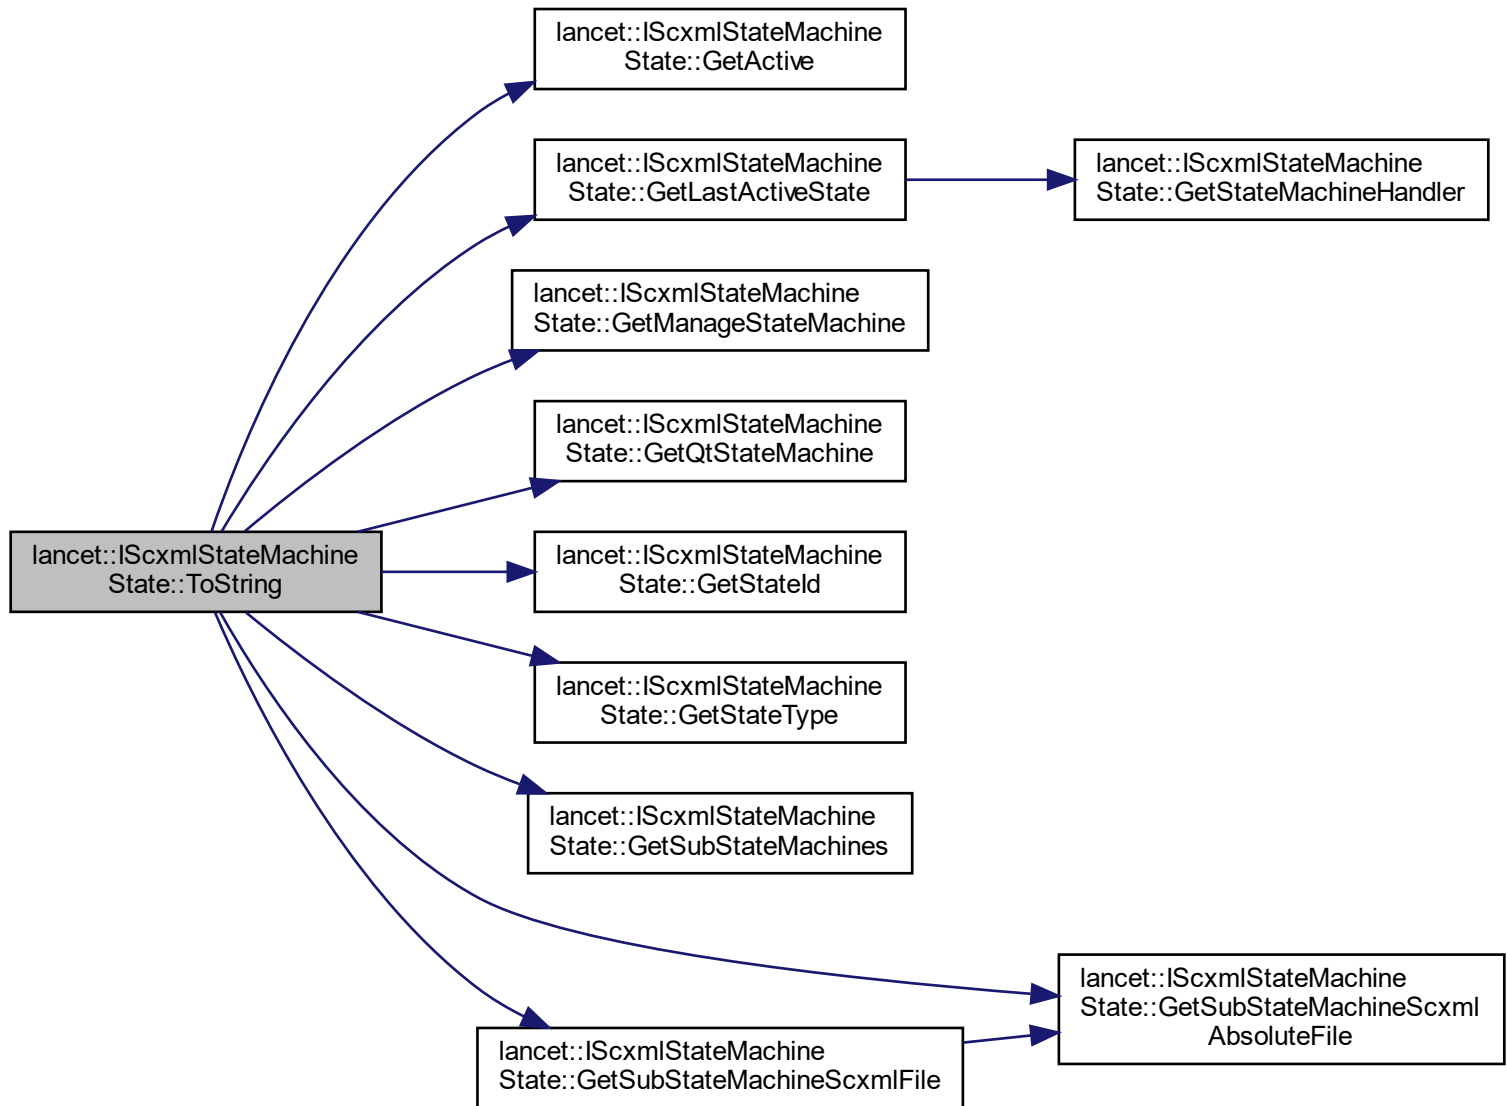 lancet::IScxmlStateMachine
State::GetActive
lancet::IScxmlStateMachine
State::GetLastActiveState
lancet::IScxmlStateMachine
State::GetStateMachineHandler
lancet::IScxmlStateMachine
State::GetManageStateMachine
lancet::IScxmlStateMachine
State::GetQtStateMachine
lancet::IScxmlStateMachine
State::ToString
lancet::IScxmlStateMachine
State::GetStateId
lancet::IScxmlStateMachine
State::GetStateType
lancet::IScxmlStateMachine
State::GetSubStateMachines
lancet::IScxmlStateMachine
State::GetSubStateMachineScxml
AbsoluteFile
lancet::IScxmlStateMachine
State::GetSubStateMachineScxmlFile